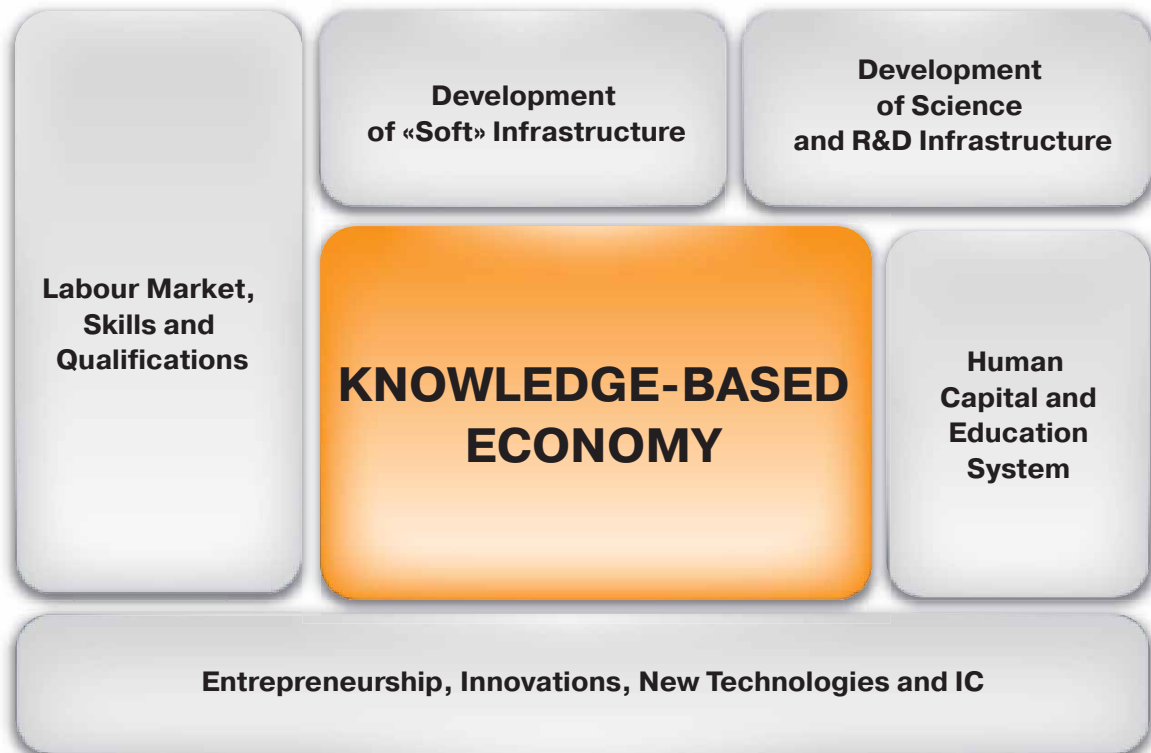 Development
of «Soft» Infrastructure
Development
of Science
and R&D Infrastructure
Labour Market,
Skills and
Qualifications
KNOWLEDGE-BASED
ECONOMY
Human
Capital and
Education
System
Entrepreneurship, Innovations, New Technologies and IC